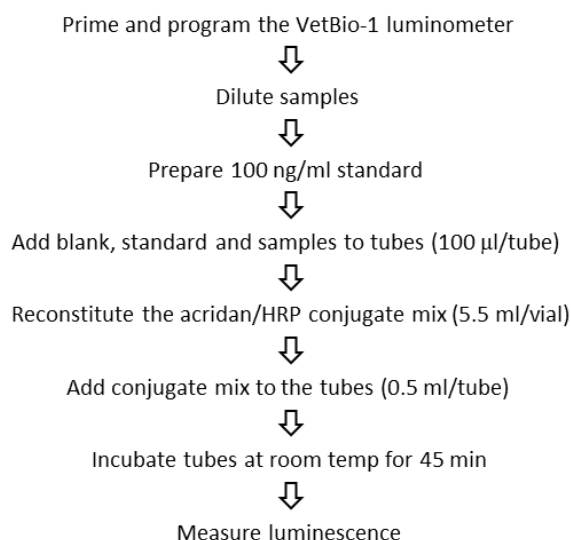 Prime and program the VetBio-1 luminometer
Dilute samples
Prepare 100 ng/ml standard
Add blank, standard and samples to tubes (100 µl/tube)
Reconstitute the acridan/HRP conjugate mix (5.5 ml/vial)
Add conjugate mix to the tubes (0.5 ml/tube)
Incubate tubes at room temp for 45 min
Measure luminescence